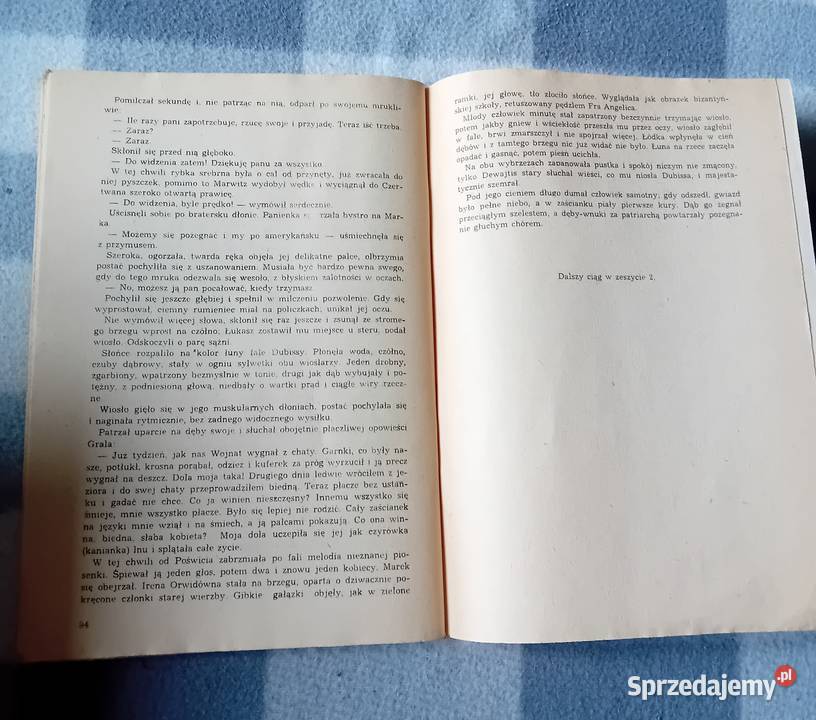 Pomilczał sekundę i, nie patrząc na nią, odparł po swojemu mrukli-
wie:
— Ile razy pani zapotrzebuje, rzucę swoje i przyjadę. Teraz iść trzeba.
— Zaraz?
— Zaraz.
Skłonił się przed nią głęboko.
— Do widzenia zatem! Dziękuję panu za wszystko.
W tej chwili rybka srebrna była o cal od przynęty, już zwracała do
niej pyszczek, pomimo to Marwitz wydobył wędkę i wyciągnął do Czer-
twana szeroko otwartą prawicę.
— Do widzenia, byle prędko! — wymówił serdecznie.
Uścisnęli sobie po bratersku dłonie. Panienka bystro na Mar-
ka.
— Możemy się pożegnać i my po amerykańsku — uśmiechnęła się
z przymusem.
Szeroka, ogorzała, twarda ręka objęła jej delikatne palce, olbrzymia
postać pochyliła się z uszanowaniem. Musiała być bardzo pewna swego,
gdy do tego mruka odezwała się wesoło, z błyskiem zalotności w oczach.
— No, możesz ją pan pocałować, kiedy trzymasz.
Pochylił się jeszcze głębiej i spełnił w milczeniu pozwolenie. Gdy się
wyprostował, ciemny rumieniec miał na policzkach, unikał jej oczu.
Nie wymówił więcej słowa, skłonił się raz jeszcze i zsunął ze strome-
go brzegu wprost na czółno; Łukasz zostawił mu miejsce u steru, podał
wiosło. Odskoczyli o parę sążni.
Słońce rozpaliło na kolor łuny fale Dubissy. Płonęła woda, czółno,
czuby dąbrowy, stały w ogniu sylwetki obu wioślarzy. Jeden drobny,
zgarbiony, wpatrzony bezmyślnie w tonie, drugi jak dąb wybujały i po-
tężny, z podniesioną głową, niedbały o wartki prąd i ciągłe wiry rzecz-
ne.
Wiosło gięło się w jego muskularnych dłoniach, postać pochylała się
i naginała rytmicznie, bez żadnego widocznego wysiłku.
Patrzał uparcie na dęby swoje i słuchał obojętnie płaczliwej opowieści
Grala:
— Już tydzień, jak nas Wojnat wygnał z chaty. Garnki, co były na-
sze, potłukł, krosna porąbał, odzież i kuferek za próg wyrzucił i ją precz
wygnał na deszcz. Dola moja taka! Drugiego dnia ledwie wróciłem z je-
ziora i do swej chaty przeprowadziłem biedną. Teraz płacze bez ustan-
ku i gadać nie chce. Co ja winien nieszczęsny? Innemu wszystko się
śmieje, mnie wszystko płacze. Było się lepiej nie rodzić. Cały zaścianek
na języki mnie wziął i na śmiech, a ją palcami pokazują. Co ona win-
na, biedna, słaba kobieta? Moja dola uczepiła się jej jak czyrówka
(kanianka) lnu i splątała całe życie.
W tej chwili od Poświcia zabrzmiała po fali melodia nieznanej pio-
senki. Śpiewał ją jeden głos, potem dwa i znowu jeden kobiecy. Marek
się obejrzał. Irena Orwidówna stała na brzegu, oparta o dziwacznie po-
kręcone członki starej wierzby. Gibkie gałązki objęły, jak w zielone
94
ramki, jej głowę, tło złociło słońce. Wyglądała jak obrazek bizantyń-
skiej szkoły, retuszowany pędzlem Fra Angelica.
Młody człowiek minutę stał zapatrzony bezczynnie trzymając wiosło,
potem jakby gniew i wściekłość przeszła mu przez oczy, wiosło zagłębił
w fale, brwi zmarszczył i nie spojrzał więcej. Łódka wpłynęła w cień
dębów i z tamtego brzegu nic już widać nie było. Łuna na rzece zaczęła
opadać i gasnąć, potem pieśń ucichła.
Na obu wybrzeżach zapanowała pustka i spokój niczym nie zmącony,
tylko Dewajtis stary słuchał wieści, co mu niosła Dubissa, i majesta-
tycznie szemrał.
Pod jego cieniem długo dumał człowiek samotny, gdy odszedł, gwiazd
było pełne niebo, a w zaścianku piały pierwsze kury. Dąb go żegnał
przeciągłym szelestem, a dęby-wnuki za patriarchą powtarzały pożegna-
nie głuchym chórem.
Dalszy ciąg w zeszycie 2.
Sprzedajemy.pl